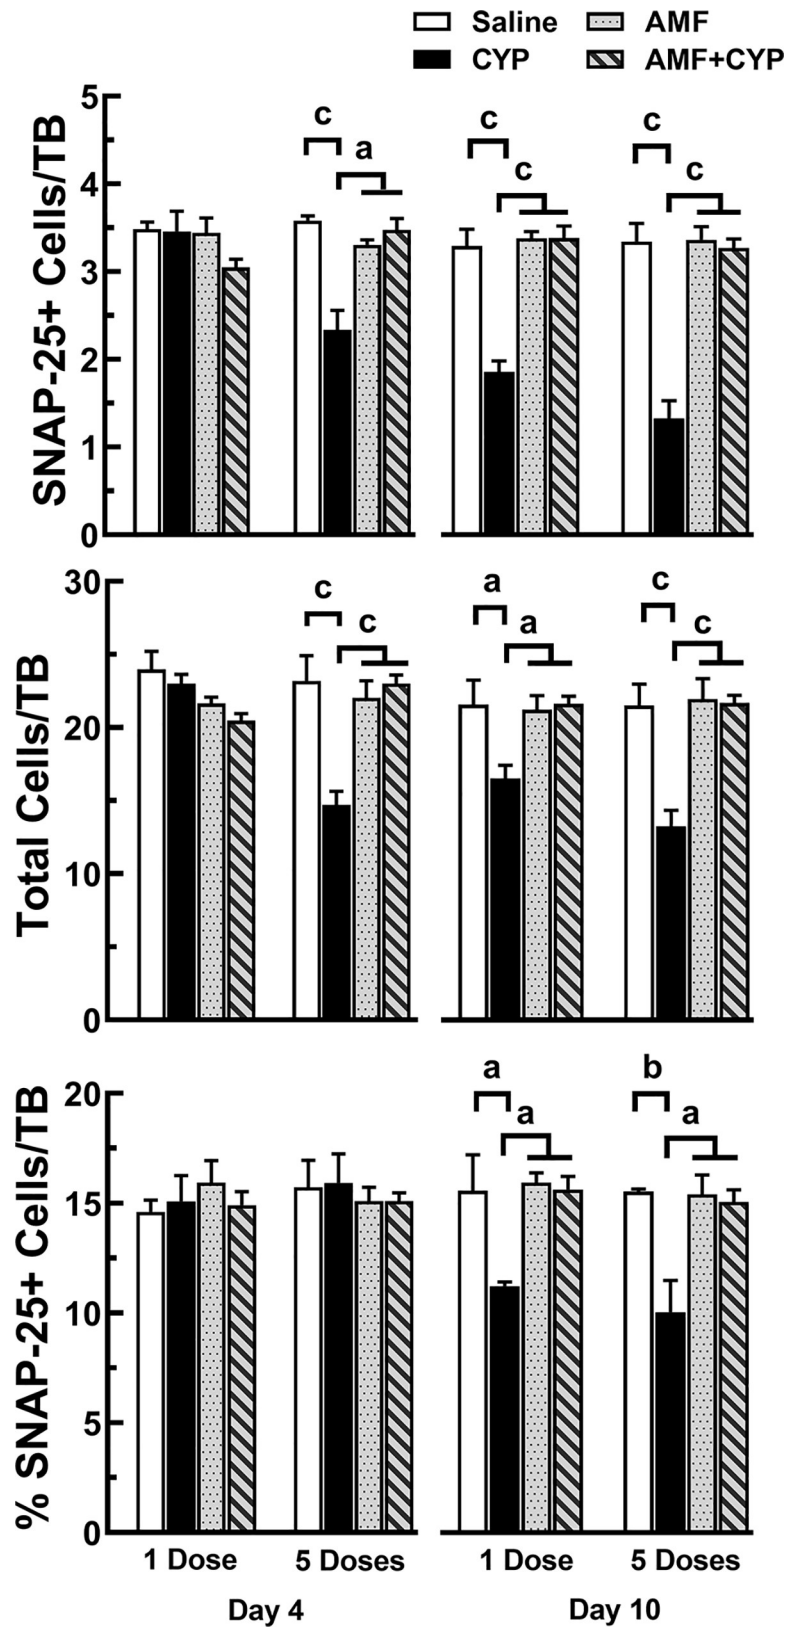 Saline AMF
CYP AMF+CYP
SNAP-25+ Cells/TB
5
4
3
2
1
0
c
a
c
c
c
c
Total Cells/TB
30
20
10
0
c
c
a
a
c
c
% SNAP-25+ Cells/TB
20
15
10
5
0
a
a
b
a
1 Dose 5 Doses 1 Dose 5 Doses
Day 4 Day 10